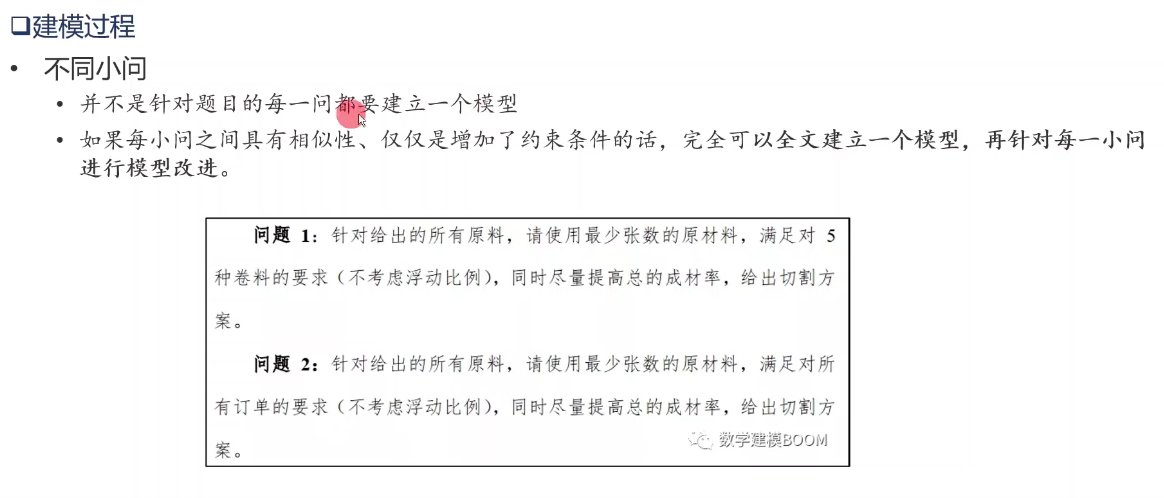 ❑建模过程
• 不同小问
• 并不是针对题目的每一问都要建立一个模型
• 如果每小问之间具有相似性、仅仅是增加了约束条件的话，完全可以全文建立一个模型，再针对每一小问
进行模型改进。
问题 1：针对给出的所有原料，请使用最少张数的原材料，满足对 5
种卷料的要求（不考虑浮动比例），同时尽量提高总的成材率，给出切割方
案。
问题 2：针对给出的所有原料，请使用最少张数的原材料，满足对所
有订单的要求（不考虑浮动比例），同时尽量提高总的成材率，给出切割方
案。
数学建模BOOM